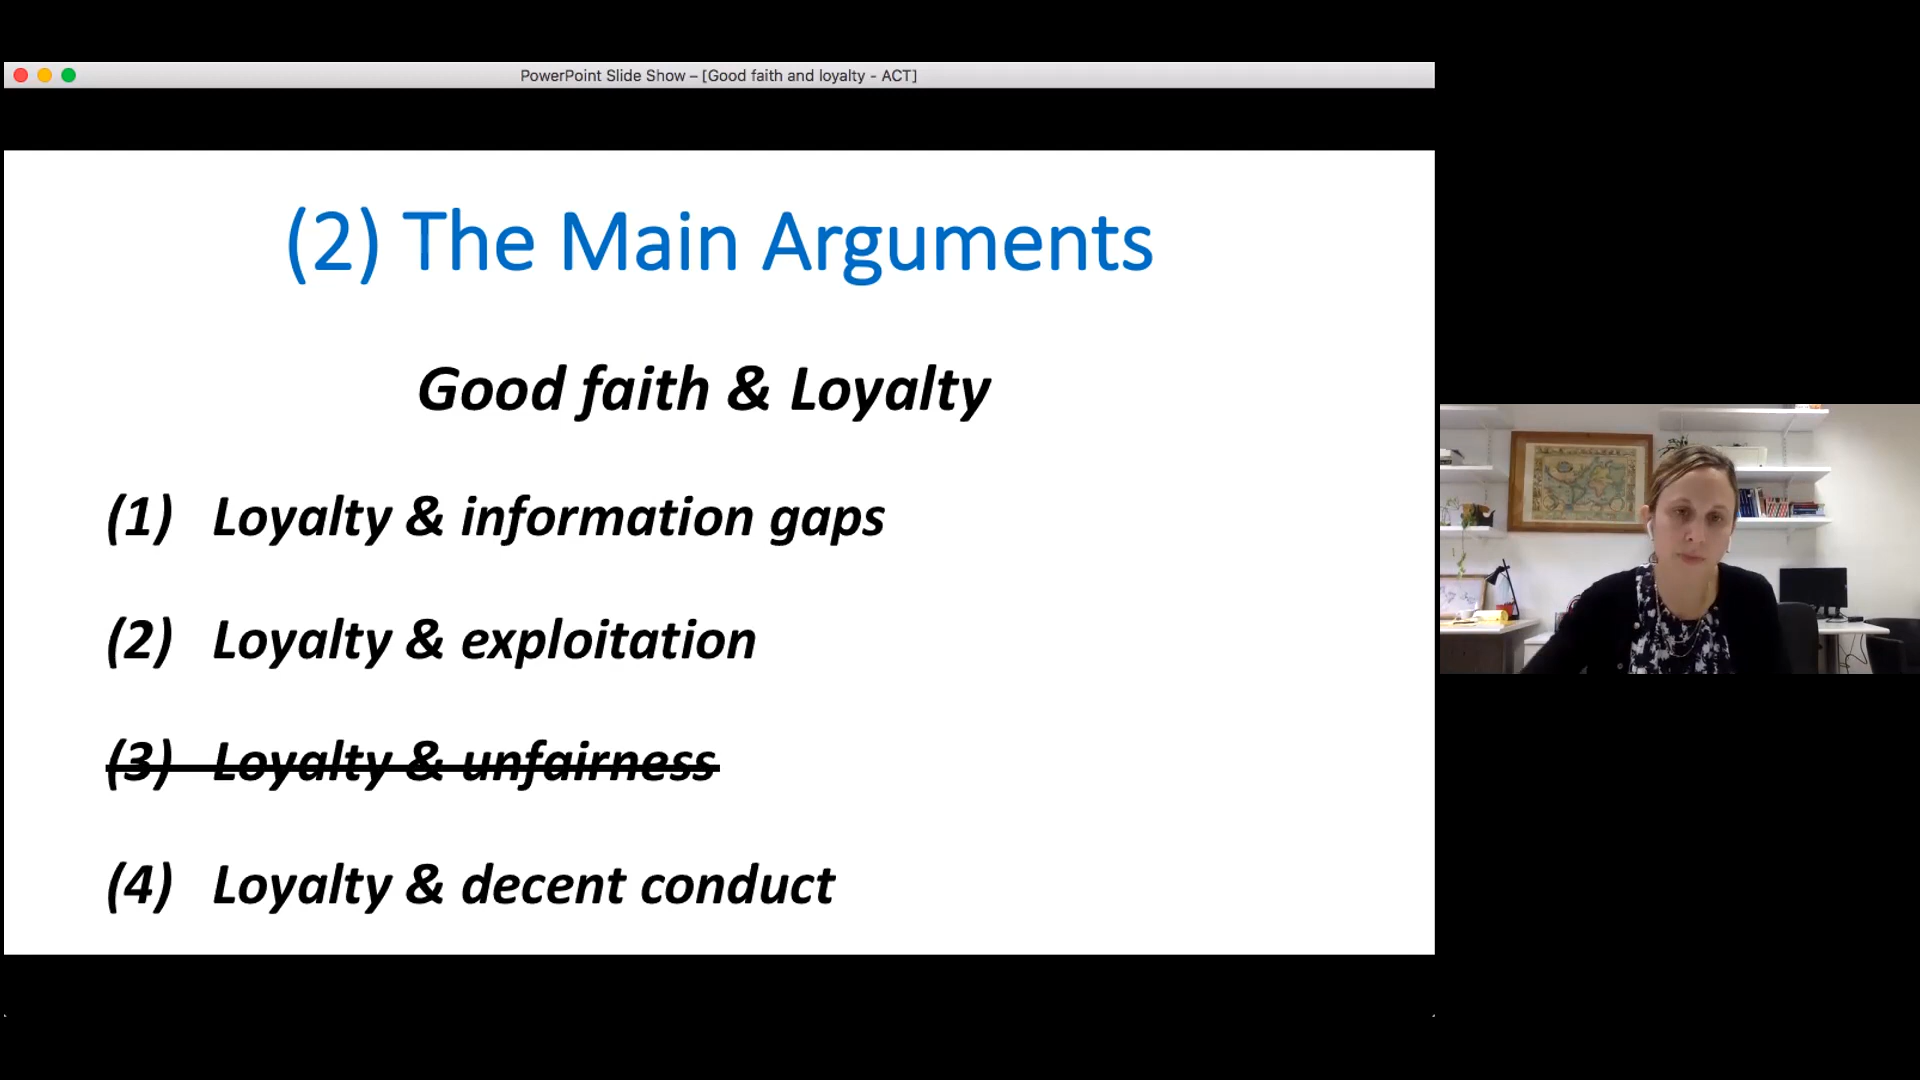 PowerPoint Slide Show – [Good faith and loyalty - ACT]
(2) The Main Arguments
Good faith & Loyalty
(1) Loyalty & information gaps
(2) Loyalty & exploitation
(3) Loyalty & unfairness
(4) Loyalty & decent conduct